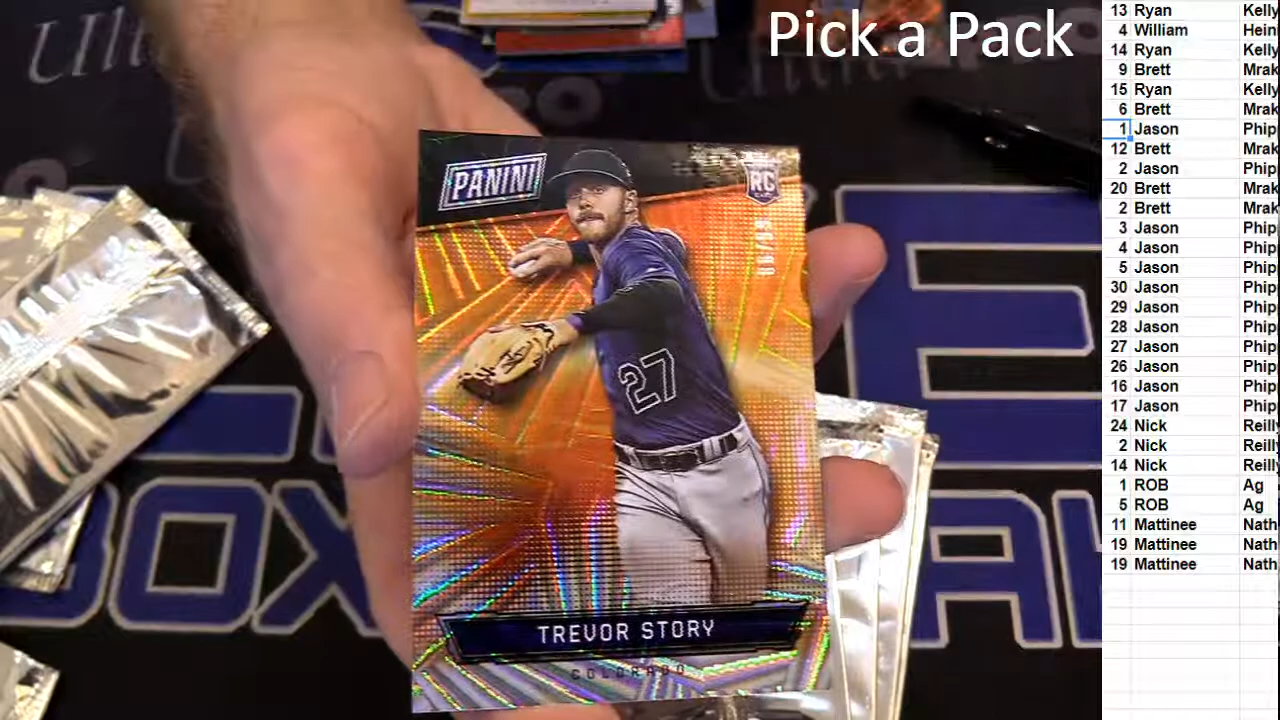 Pick a Pack
PANINI
RC
27
TREVOR STORY
COLORADO
BOX
13 Ryan Kelly
4 William Hein
14 Ryan Kelly
9 Brett Mrak
15 Ryan Kelly
6 Brett Mrak
1 Jason Phip
12 Brett Mrak
2 Jason Phip
20 Brett Mrak
2 Brett Mrak
3 Jason Phip
4 Jason Phip
5 Jason Phip
30 Jason Phip
29 Jason Phip
28 Jason Phip
27 Jason Phip
26 Jason Phip
16 Jason Phip
17 Jason Phip
24 Nick Reilly
2 Nick Reilly
14 Nick Reilly
1 ROB Ag
5 ROB Ag
11 Mattinee Nath
19 Mattinee Nath
19 Mattinee Nath